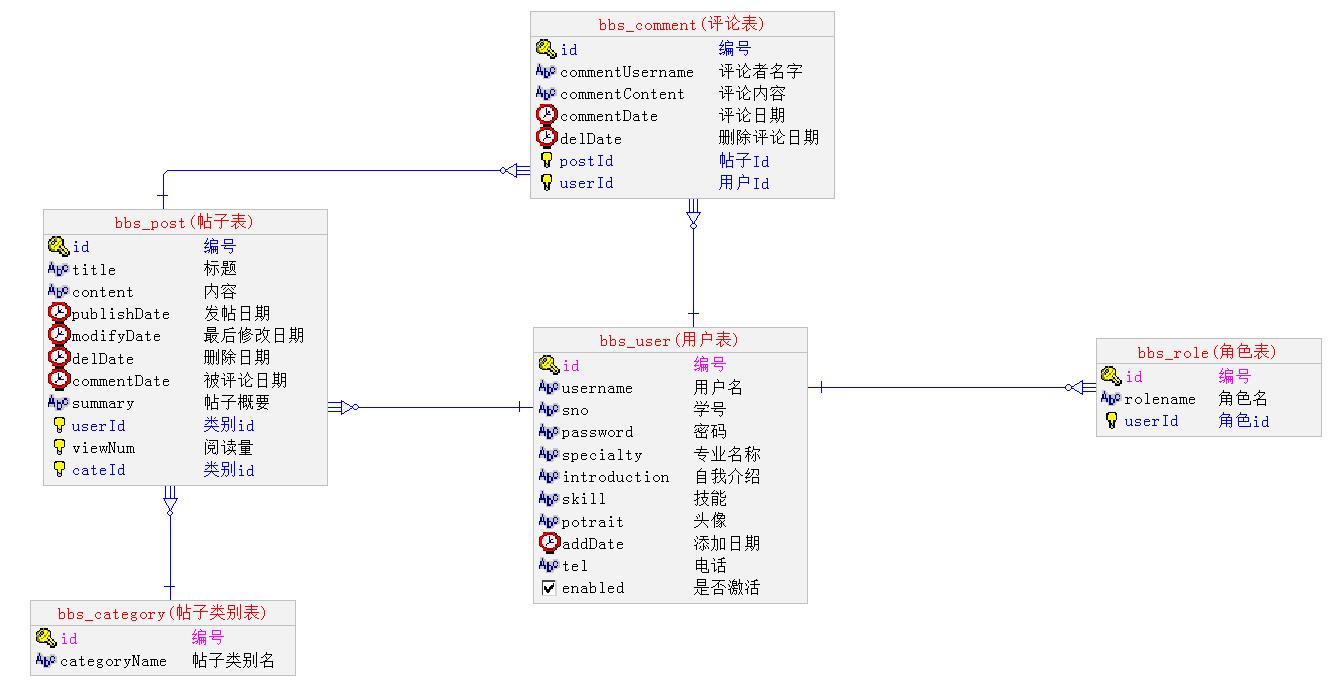 bbs_comment(评论表)
id 编号
commentUsername 评论者名字
commentContent 评论内容
commentDate 评论日期
delDate 删除评论日期
postId 帖子Id
userId 用户Id
bbs_post(帖子表)
id 编号
title 标题
content 内容
publishDate 发帖日期
modifyDate 最后修改日期
delDate 删除日期
commentDate 被评论日期
summary 帖子概要
userId 类别id
viewNum 阅读量
cateId 类别id
bbs_user(用户表)
id 编号
username 用户名
sno 学号
password 密码
specialty 专业名称
introduction 自我介绍
skill 技能
potrait 头像
addDate 添加日期
tel 电话
enabled 是否激活
bbs_role(角色表)
id 编号
rolename 角色名
userId 角色id
bbs_category(帖子类别表)
id 编号
categoryName 帖子类别名